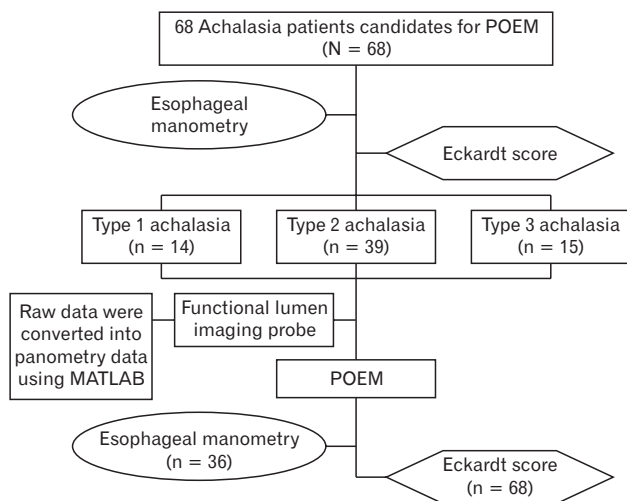 68 Achalasia patients candidates for POEM
(N = 68)
Esophageal
manometry
Eckardt score
Type 1 achalasia
(n = 14)
Type 2 achalasia
(n = 39)
Type 3 achalasia
(n = 15)
Raw data were
converted into
panometry data
using MATLAB
Functional lumen
imaging probe
POEM
Esophageal manometry
(n = 36)
Eckardt score
(n = 68)